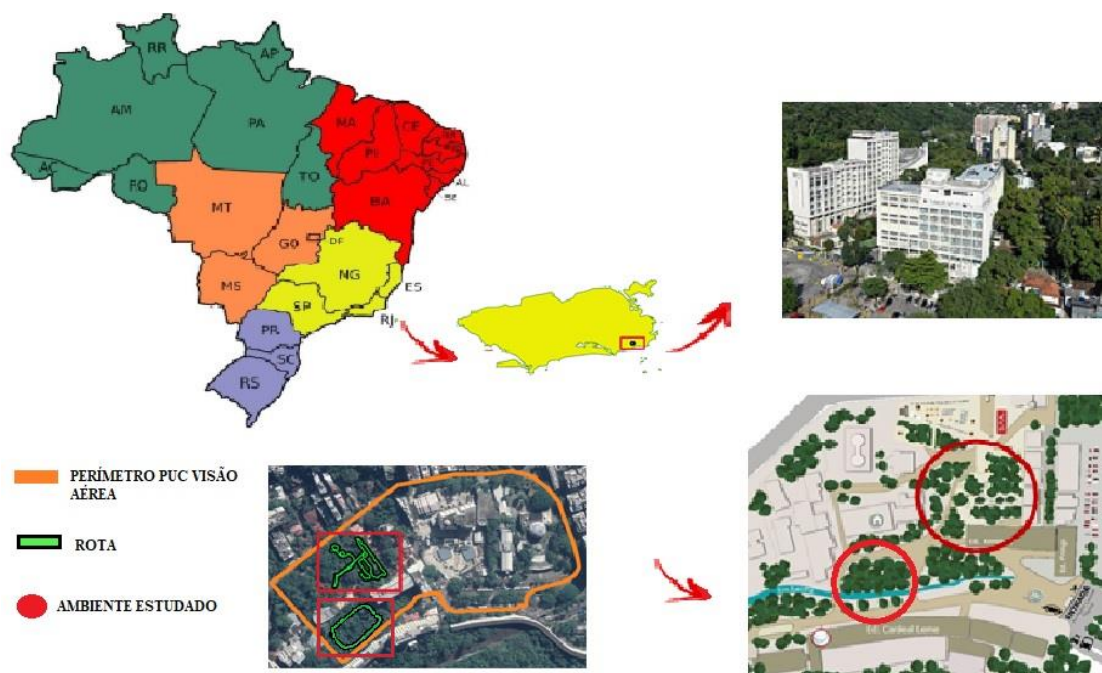 RR
AP
AM
PA
MA
CE
PI
AC
RO
TO
AL
SE
BA
MT
GO
DF
MG
MS
ES
SP
RJ
PR
SC
RS
PERÍMETRO PUC VISÃO
AÉREA
ROTA
AMBIENTE ESTUDADO
Ed. Cardeal Leme